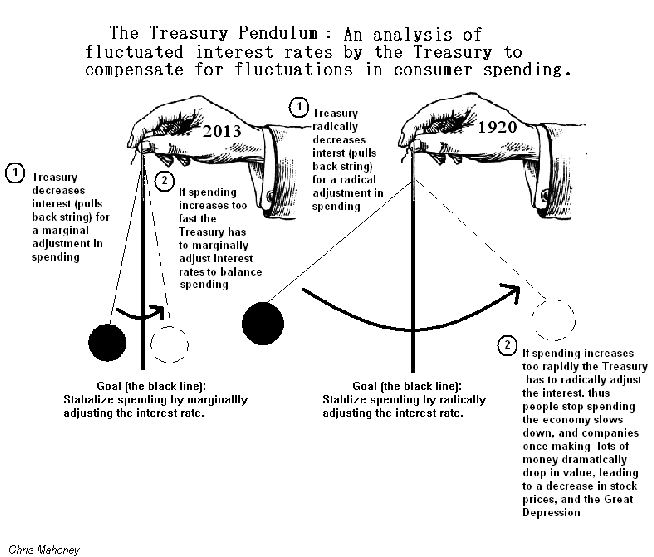 The Treasury Pendulum: An analysis of
fluctuated interest rates by the Treasury to
compensate for fluctuations in consumer spending.
2013
1
Treasury
decreases
interest (pulls
back string) for
a marginal
adjustment in
spending
2
If spending
increases too
fast the
Treasury has
to marginally
adjust interest
rates to balance
spending
Goal (the black line):
Stabalize spending by marginallly
adjusting the interest rate.
1920
1
Treasury
radically
decreases
interst (pulls
back string)
for a radical
adjustment in
spending
2
If spending increases
too rapidly the Treasury
has to radically adjust
the interest, thus
people stop spending
the economy slows
down, and companies
once making lots of
money dramatically
drop in value, leading
to a decrease in stock
prices, and the Great
Depression
Goal (the black line):
Stablize spending by radically
adjusting the interest rate.
Chris Mahoney